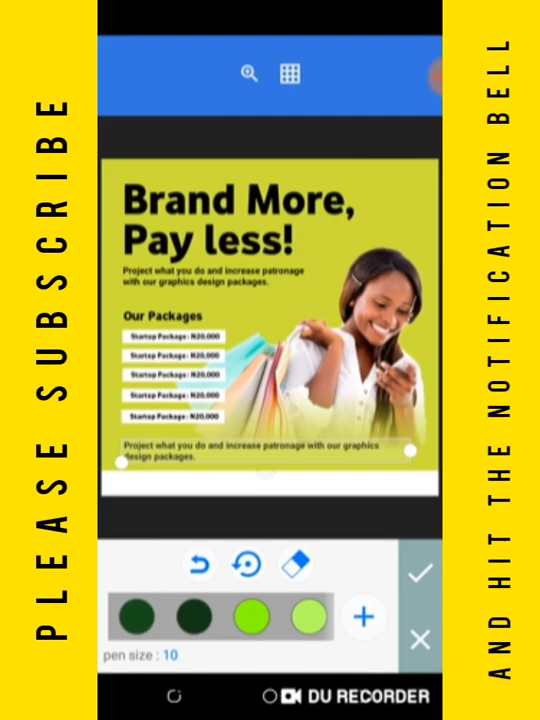 PLEASE SUBSCRIBE
Brand More,
Pay less!
Project what you do and increase patronage
with our graphics design packages.
Our Packages
Startup Package: N20,000
Startup Package: N20,000
Startup Package: N20,000
Startup Package: N20,000
Startup Package: N20,000
Project what you do and increase patronage with our graphics
design packages.
pen size : 10
DU RECORDER
AND HIT THE NOTIFICATION BELL